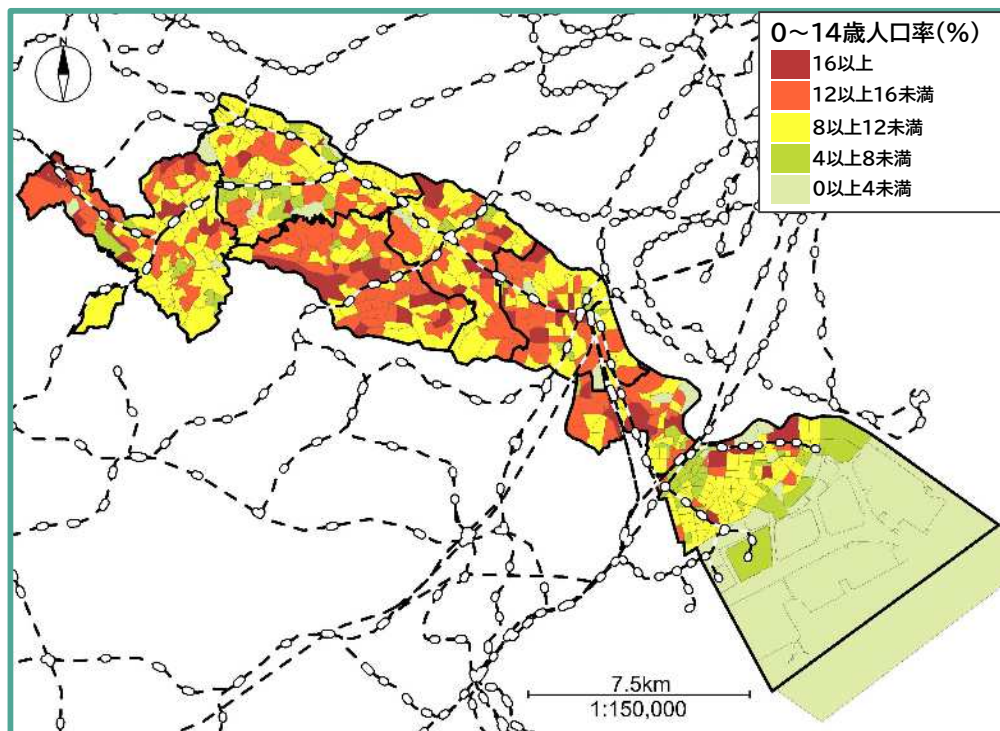 0～14歳人口率(%)
16以上
12以上16未満
8以上12未満
4以上8未満
0以上4未満
N
7.5km
1:150,000